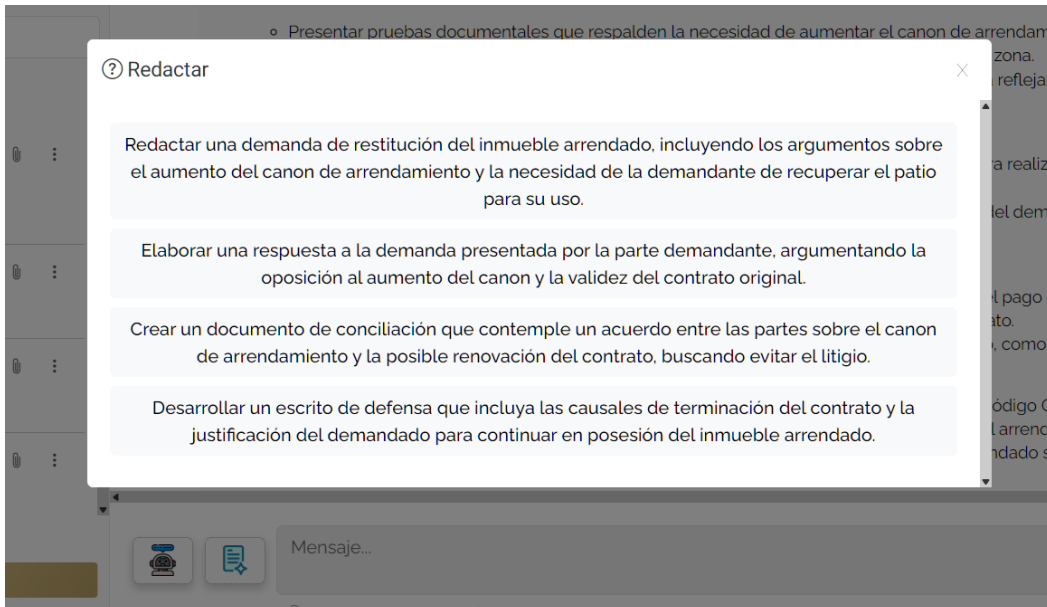 Presentar pruebas documentales que respalden la necesidad de aumentar el canon de
zona.
Redactar
X
Redactar una demanda de restitución del inmueble arrendado, incluyendo los argumentos sobre
el aumento del canon de arrendamiento y la necesidad de la demandante de recuperar el patio
para su uso.
a realiz
del dem
Elaborar una respuesta a la demanda presentada por la parte demandante, argumentando la
oposición al aumento del canon y la validez del contrato original.
l pago
ato.
Crear un documento de conciliación que contemple un acuerdo entre las partes sobre el canon
de arrendamiento y la posible renovación del contrato, buscando evitar el litigio.
, como
Desarrollar un escrito de defensa que incluya las causales de terminación del contrato y la
justificación del demandado para continuar en posesión del inmueble arrendado.
Mensaje...